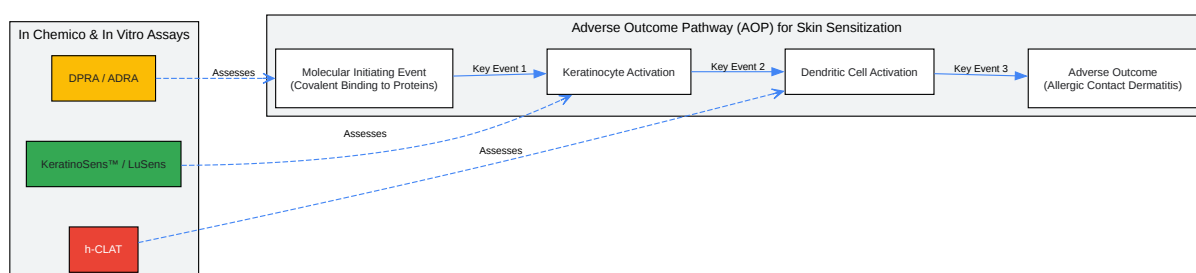 In Chemico & In Vitro Assays
DPRA / ADRA
KeratinoSens™ / LuSens
h-CLAT
Adverse Outcome Pathway (AOP) for Skin Sensitization
Assesses
Molecular Initiating Event
(Covalent Binding to Proteins)
Key Event 1
Keratinocyte Activation
Key Event 2
Dendritic Cell Activation
Key Event 3
Adverse Outcome
(Allergic Contact Dermatitis)
Assesses
Assesses